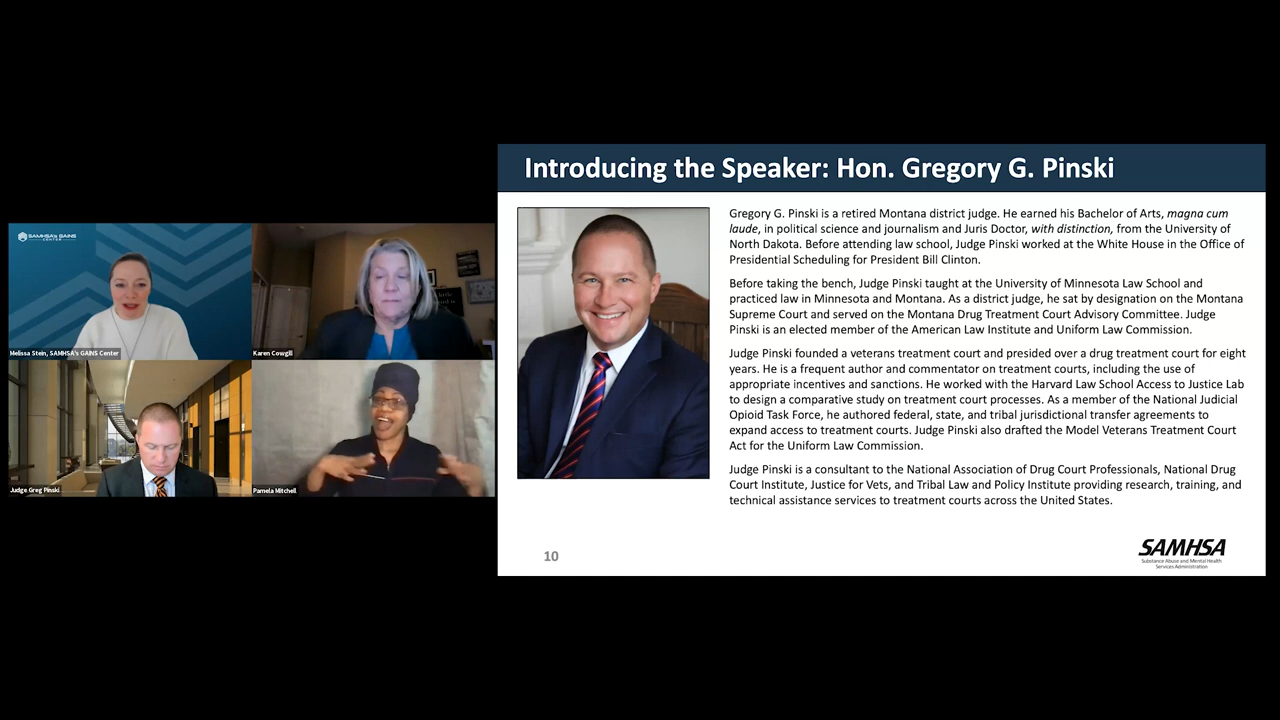 Introducing the Speaker: Hon. Gregory G. Pinski
Gregory G. Pinski is a retired Montana district judge. He earned his Bachelor of Arts, magna cum
laude, in political science and journalism and Juris Doctor, with distinction, from the University of
North Dakota. Before attending law school, Judge Pinski worked at the White House in the Office of
Presidential Scheduling for President Bill Clinton.
Before taking the bench, Judge Pinski taught at the University of Minnesota Law School and
practiced law in Minnesota and Montana. As a district judge, he sat by designation on the Montana
Supreme Court and served on the Montana Drug Treatment Court Advisory Committee. Judge
Pinski is an elected member of the American Law Institute and Uniform Law Commission.
Judge Pinski founded a veterans treatment court and presided over a drug treatment court for eight
years. He is a frequent author and commentator on treatment courts, including the use of
appropriate incentives and sanctions. He worked with the Harvard Law School Access to Justice Lab
to design a comparative study on treatment court processes. As a member of the National Judicial
Opioid Task Force, he authored federal, state, and tribal jurisdictional transfer agreements to
expand access to treatment courts. Judge Pinski also drafted the Model Veterans Treatment Court
Act for the Uniform Law Commission.
Judge Pinski is a consultant to the National Association of Drug Court Professionals, National Drug
Court Institute, Justice for Vets, and Tribal Law and Policy Institute providing research, training, and
technical assistance services to treatment courts across the United States.
10
SAMHSA
Substance Abuse and Mental Health
Services Administration
SAMHSA's GAINS
CENTER
Melissa Stein, SAMHSA's GAINS Center
Karen Cowgill
Judge Greg Pinski
Pamela Mitchell